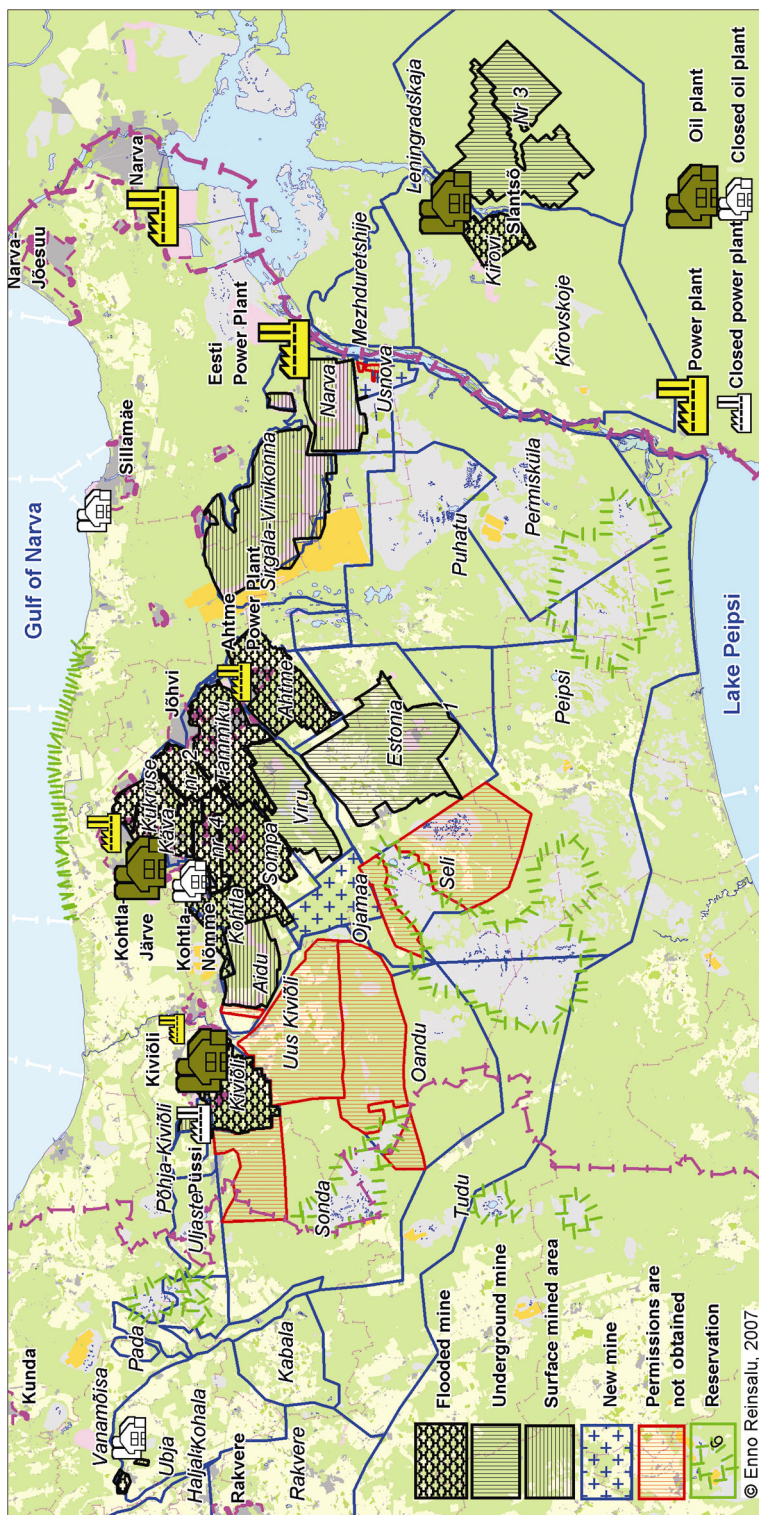 Gulf of Narva
Lake Peipsi
Kunda
Vanamõisa
Pada
Ubja
Haljala
Kohala
Rakvere
Rakvere
Kabala
Põhja-Kiviõli
Uljaste
Püssi
Sonda
Tudu
Kiviõli
Kiviõli
Uus Kiviõli
Oandu
Aidu
Kohtla-
Järve
Kohtla-
Nõmme
Kohtla
Kukruse
Käva
nr. 2
nr. 4
Sompa
Ojamaa
Seli
Viru
Tammiku
Jõhvi
Ahtme
Power Plant
Ahtme
Estonia
1
Peipsi
Sillamäe
Sirgala-Viivikonna
Puhatu
Permisküla
Narva-
Jõesuu
Narva
Eesti
Power Plant
Narva
Usnova
Mezhduretshije
Leningradskaja
Kirovi
Slantsõ
Nr 3
Kirovskoje
Flooded mine
Underground mine
Surface mined area
New mine
Permissions are
not obtained
6
Reservation
Power plant
Closed power plant
Oil plant
Closed oil plant
© Enno Reinsalu, 2007